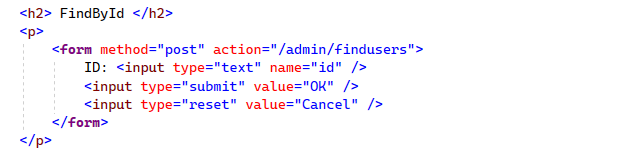 <h2> FindById </h2>
<p>
    <form method="post" action="/admin/findusers">
        ID: <input type="text" name="id" />
        <input type="submit" value="OK" />
        <input type="reset" value="Cancel" />
    </form>
</p>